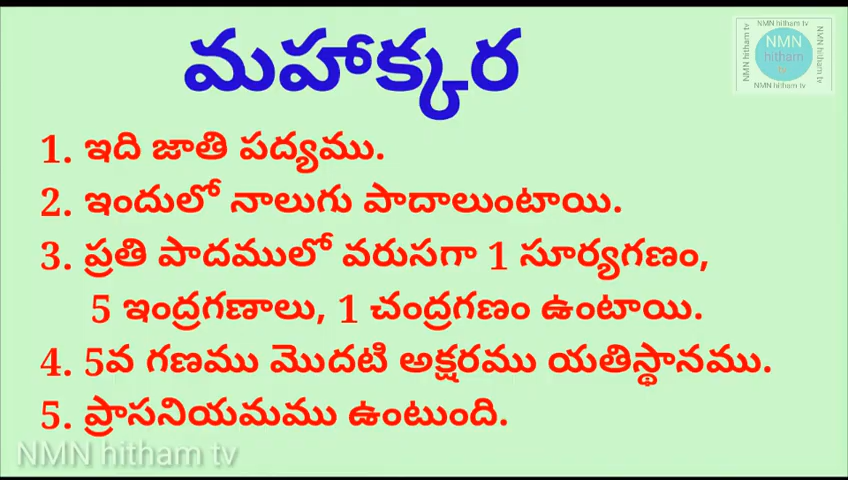 NMN hitham tv
NMN hitham tv
NMN
hitham
tv
NMN hitham tv
NMN hitham tv
మహాక్కర
1. ఇది జాతి పద్యము.
2. ఇందులో నాలుగు పాదాలుంటాయి.
3. ప్రతి పాదములో వరుసగా 1 సూర్యగణం,
5 ఇంద్రగణాలు, 1 చంద్రగణం ఉంటాయి.
4. 5వ గణము మొదటి అక్షరము యతిస్థానము.
5. ప్రాసనియమము ఉంటుంది.
NMN hitham tv